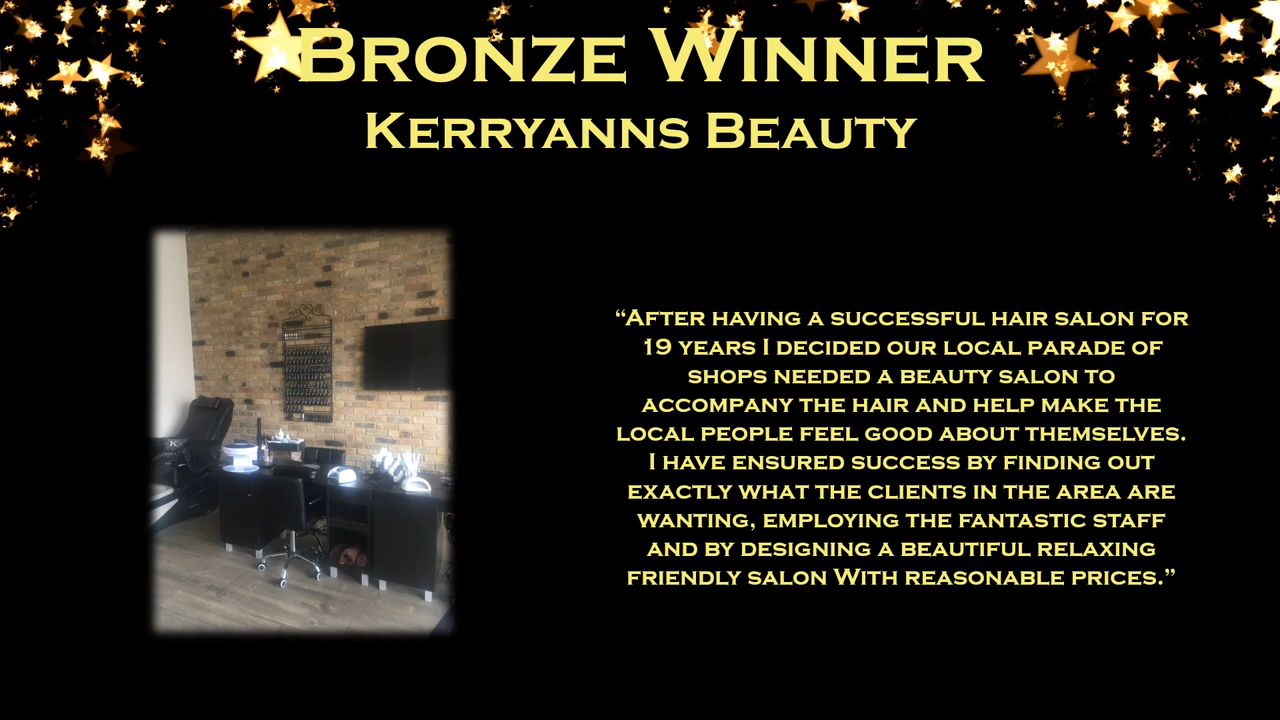 Bronze Winner
Kerryanns Beauty
“After having a successful hair salon for
19 years I decided our local parade of
shops needed a beauty salon to
accompany the hair and help make the
local people feel good about themselves.
I have ensured success by finding out
exactly what the clients in the area are
wanting, employing the fantastic staff
and by designing a beautiful relaxing
friendly salon With reasonable prices.”
K